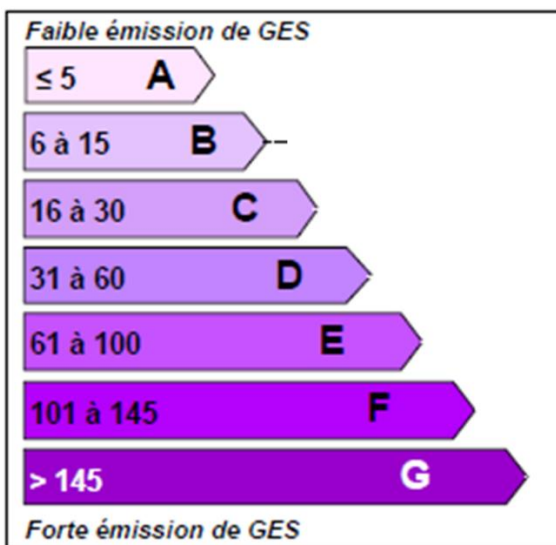 Faible émission de GES
≤ 5 A
6 à 15 B
16 à 30 C
31 à 60 D
61 à 100 E
101 à 145 F
> 145 G
Forte émission de GES